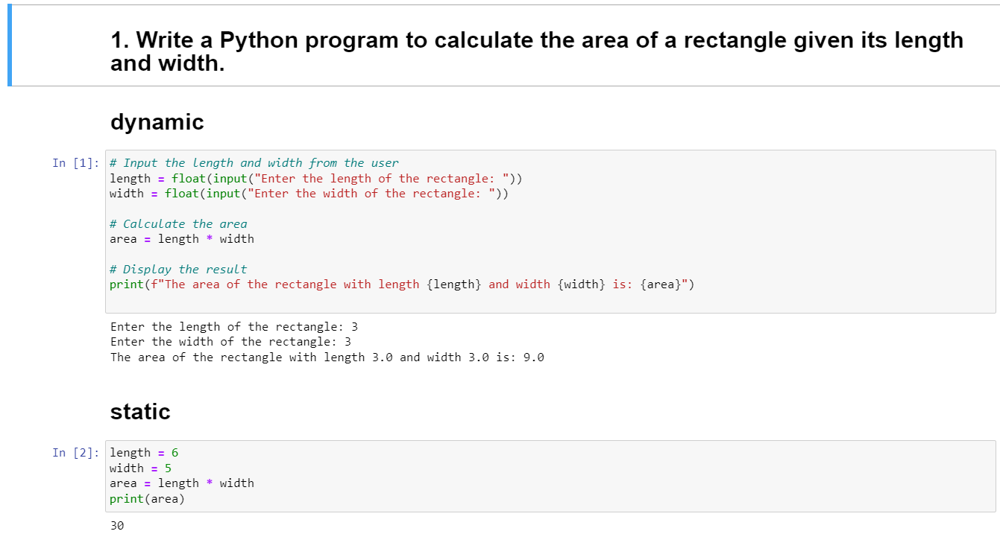 1. Write a Python program to calculate the area of a rectangle given its length
and width.
dynamic
In [1]: # Input the length and width from the user
length = float(input("Enter the length of the rectangle: "))
width = float(input("Enter the width of the rectangle: "))
# Calculate the area
area = length * width
# Display the result
print(f"The area of the rectangle with length {length} and width {width} is: {area}")
Enter the length of the rectangle: 3
Enter the width of the rectangle: 3
The area of the rectangle with length 3.0 and width 3.0 is: 9.0
static
In [2]: length = 6
width = 5
area = length * width
print(area)
30